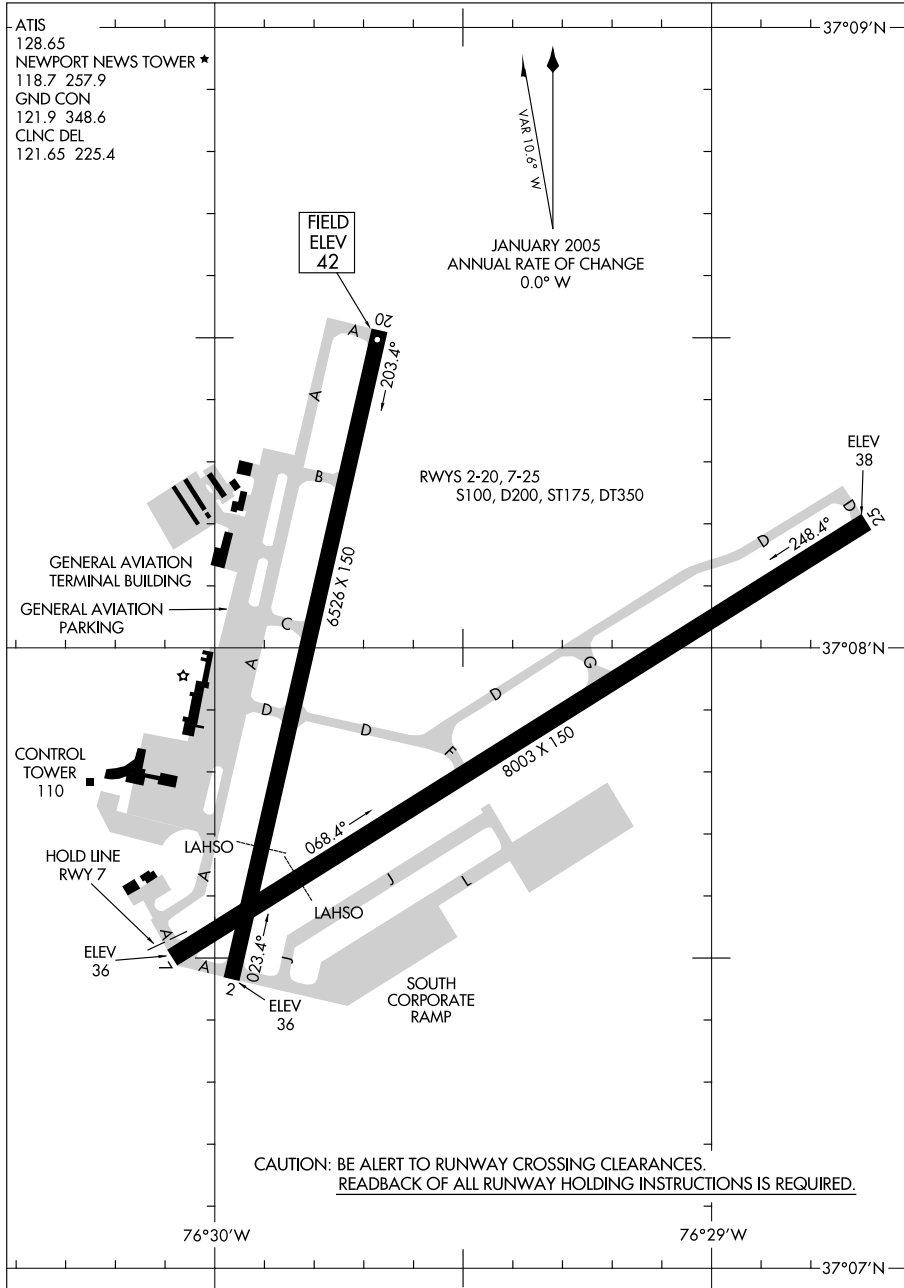 ATIS
128.65
NEWPORT NEWS TOWER
118.7 257.9
GND CON
121.9 348.6
CLNC DEL
121.65 225.4
37°09'N
VAR 10.6° W
JANUARY 2005
ANNUAL RATE OF CHANGE
0.0° W
FIELD
ELEV
42
20
A
203.4°
A
B
RWYS 2-20, 7-25
S100, D200, ST175, DT350
ELEV
38
D
25
248.4°
D
GENERAL AVIATION
TERMINAL BUILDING
GENERAL AVIATION
PARKING
6526 X 150
C
A
37°08'N
G
D
D
D
F
8003 X 150
CONTROL
TOWER
110
068.4°
LAHSO
HOLD LINE
RWY 7
A
J
L
LAHSO
A
ELEV
36
7
A
023.4°
J
2
ELEV
36
SOUTH
CORPORATE
RAMP
CAUTION: BE ALERT TO RUNWAY CROSSING CLEARANCES.
READBACK OF ALL RUNWAY HOLDING INSTRUCTIONS IS REQUIRED.
76°30'W
76°29'W
37°07'N